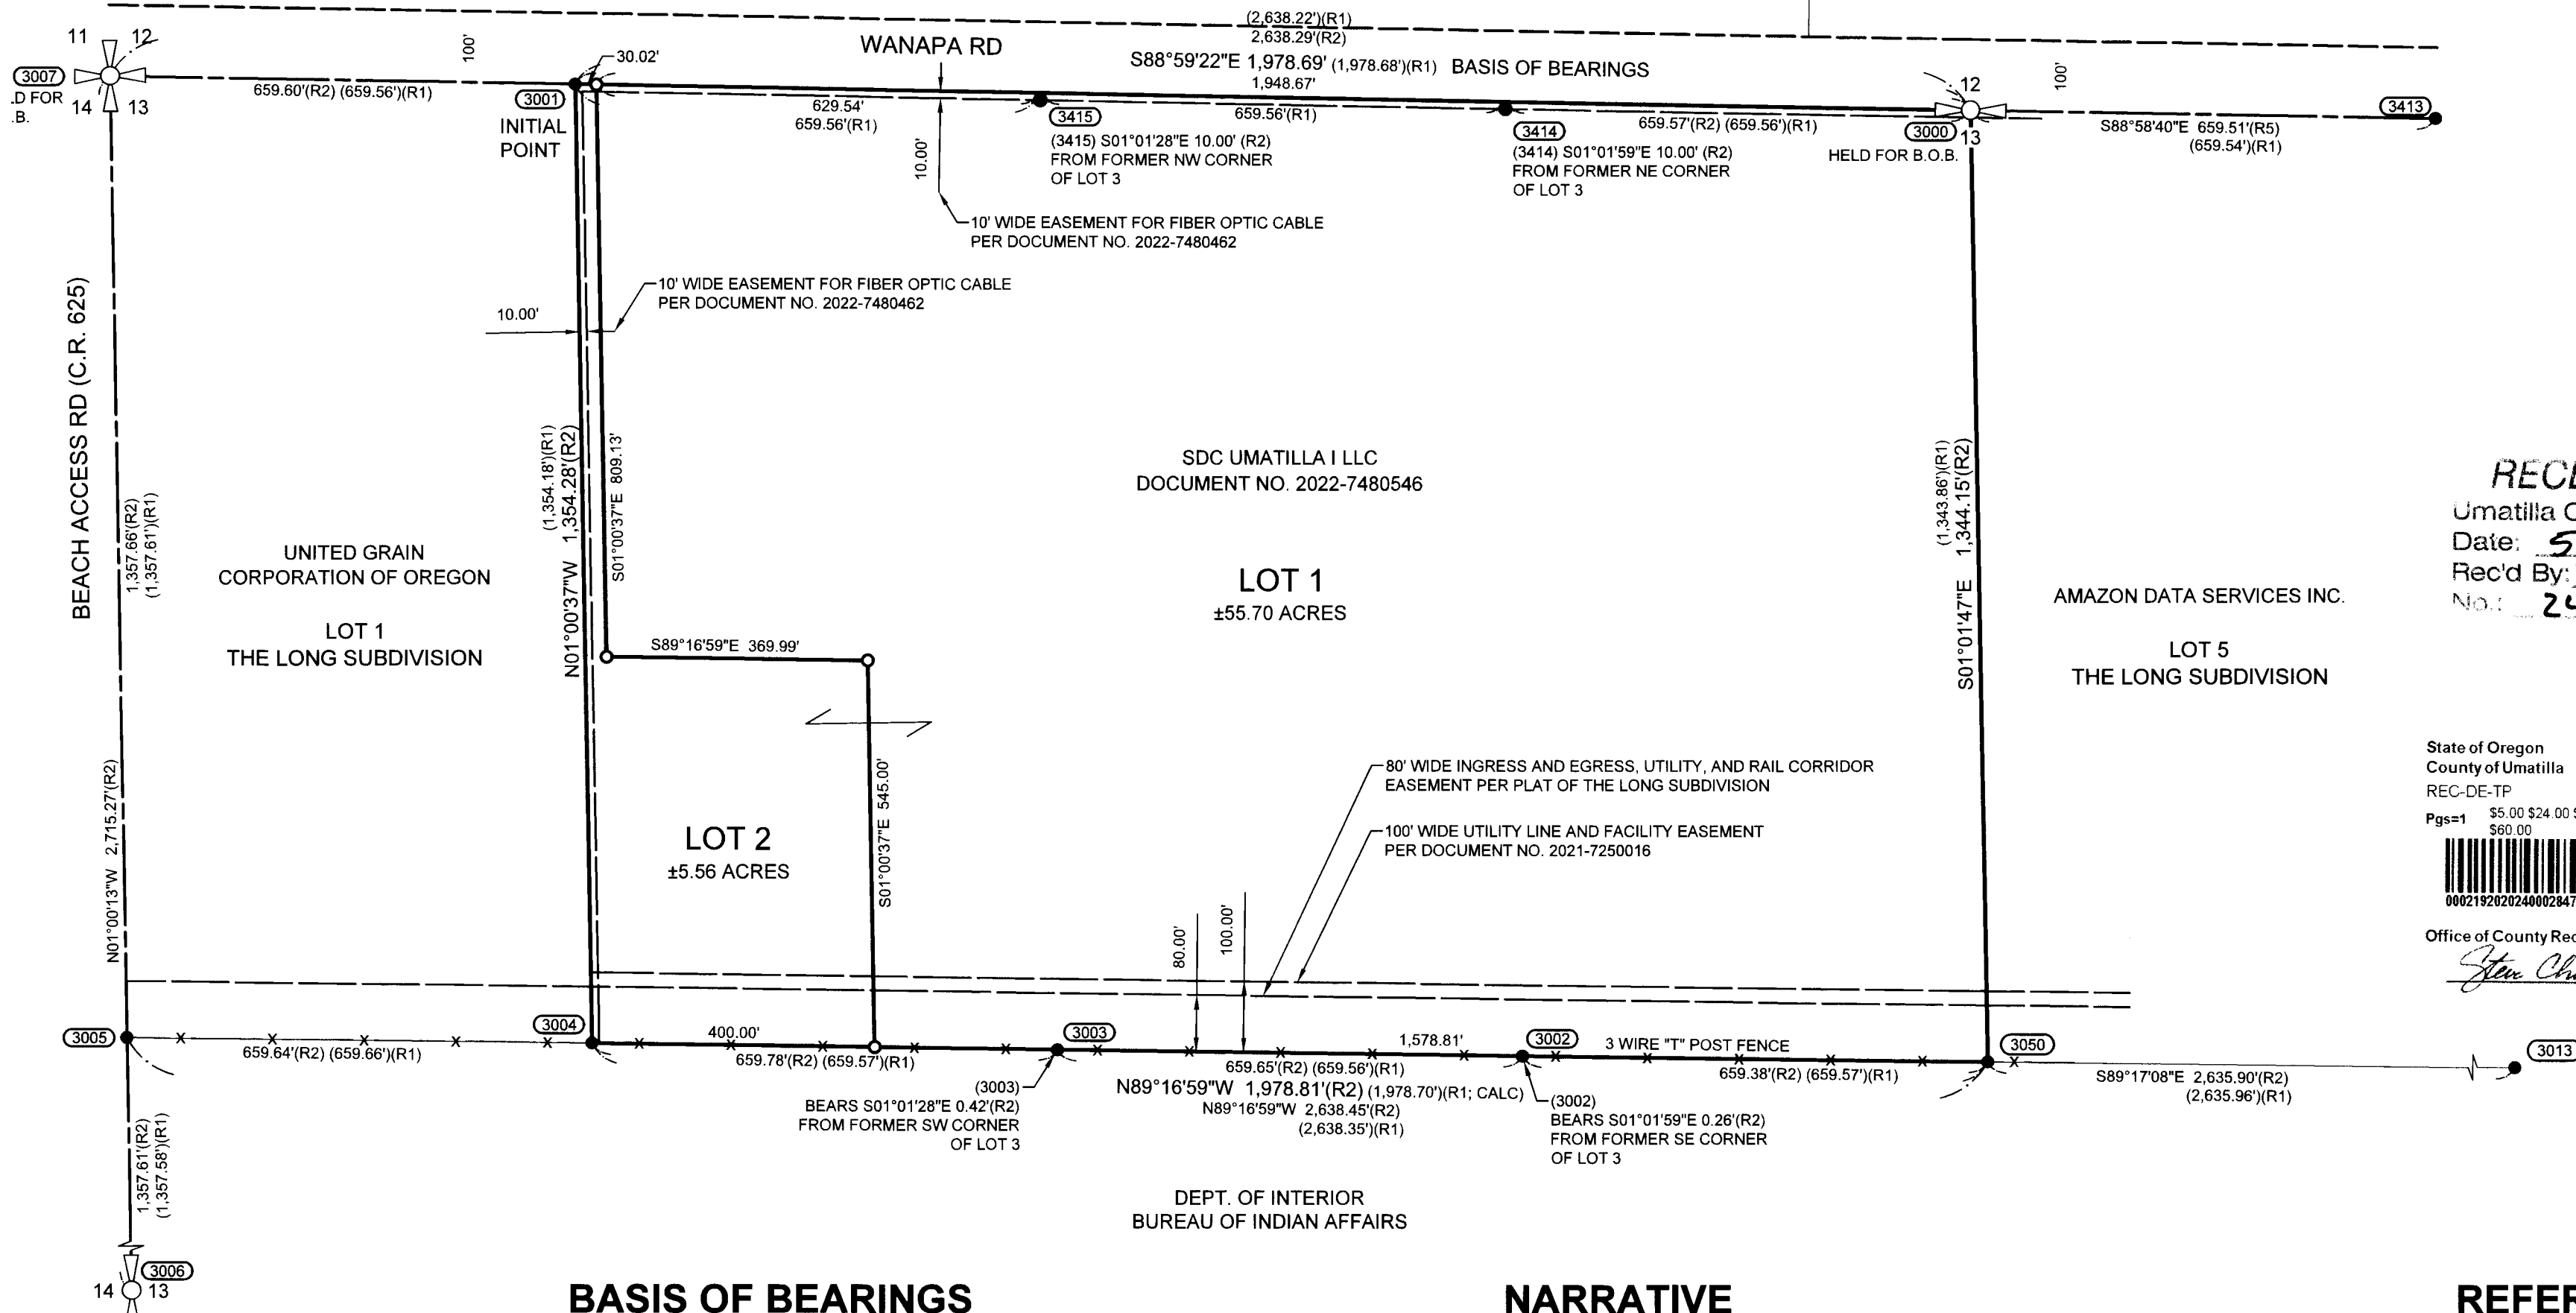 (2,638.22')(R1)
2,638.29'(R2)
S88°59'22"E 1,978.69' (1,978.68')(R1) BASIS OF BEARINGS
1,948.67'
WANAPA RD
11 12
14 13
3007
.D FOR
.B.
100'
659.60'(R2) (659.56')(R1)
30.02'
3001
INITIAL
POINT
629.54'
659.56'(R1)
10.00'
3415
(3415) S01°01'28"E 10.00' (R2)
FROM FORMER NW CORNER
OF LOT 3
659.56'(R1)
3414
(3414) S01°01'59"E 10.00' (R2)
FROM FORMER NE CORNER
OF LOT 3
659.57'(R2) (659.56')(R1)
12
3000
13
HELD FOR B.O.B.
100'
S88°58'40"E 659.51'(R5)
(659.54')(R1)
3413
10' WIDE EASEMENT FOR FIBER OPTIC CABLE
PER DOCUMENT NO. 2022-7480462
10' WIDE EASEMENT FOR FIBER OPTIC CABLE
PER DOCUMENT NO. 2022-7480462
10.00'
BEACH ACCESS RD (C.R. 625)
1,357.66'(R2)
(1,357.61')(R1)
N01°00'13"W 2,715.27'(R2)
UNITED GRAIN
CORPORATION OF OREGON
LOT 1
THE LONG SUBDIVISION
(1,354.18')(R1)
N01°00'37"W 1,354.28'(R2)
S01°00'37"E 809.13'
S89°16'59"E 369.99'
S01°00'37"E 545.00'
SDC UMATILLA I LLC
DOCUMENT NO. 2022-7480546
LOT 1
±55.70 ACRES
LOT 2
±5.56 ACRES
(1,343.86')(R1)
S01°01'47"E 1,344.15'(R2)
AMAZON DATA SERVICES INC.
LOT 5
THE LONG SUBDIVISION
Umatilla
Date: 5
Rec'd By:
No.: 24
State of Oregon
County of Umatilla
REC-DE-TP
Pgs=1 $5.00 $24.00
$60.00
0002192020240002847
80' WIDE INGRESS AND EGRESS, UTILITY, AND RAIL CORRIDOR
EASEMENT PER PLAT OF THE LONG SUBDIVISION
100' WIDE UTILITY LINE AND FACILITY EASEMENT
PER DOCUMENT NO. 2021-7250016
80.00'
100.00'
Office of County
3005
659.64'(R2) (659.66')(R1)
3004
400.00'
659.78'(R2) (659.57')(R1)
3003
1,578.81'
3002
3 WIRE "T" POST FENCE
3050
659.65'(R2) (659.56')(R1)
659.38'(R2) (659.57')(R1)
N89°16'59"W 1,978.81'(R2) (1,978.70')(R1; CALC)
N89°16'59"W 2,638.45'(R2)
(2,638.35')(R1)
S89°17'08"E 2,635.90'(R2)
(2,635.96')(R1)
3013
(3003)
BEARS S01°01'28"E 0.42'(R2)
FROM FORMER SW CORNER
OF LOT 3
(3002)
BEARS S01°01'59"E 0.26'(R2)
FROM FORMER SE CORNER
OF LOT 3
1,357.61'(R2)
(1,357.58')(R1)
DEPT. OF INTERIOR
BUREAU OF INDIAN AFFAIRS
3006
14 13
BASIS OF BEARINGS
NARRATIVE
REFER